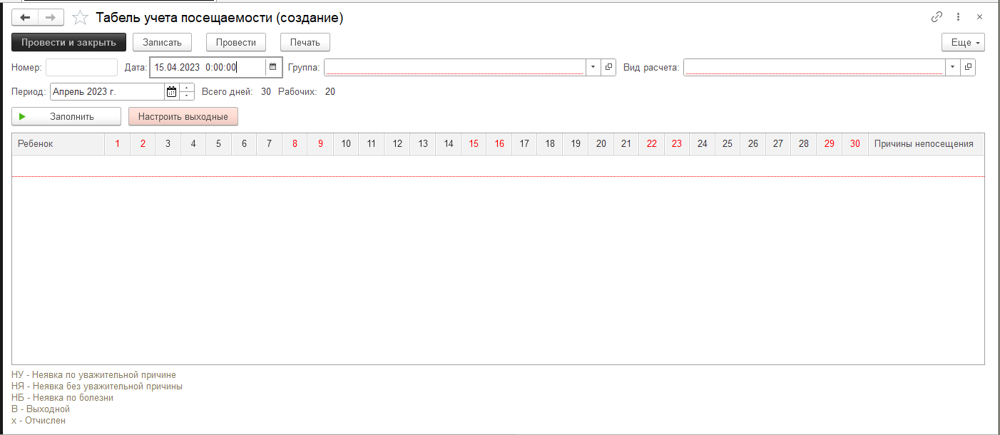 Табель учета посещаемости (создание)
Провести и закрыть Записать Провести Печать Еще
Номер: Дата: 15.04.2023 0:00:00 Группа: Вид расчета:
Период: Апрель 2023 г. Всего дней: 30 Рабочих: 20
Заполнить Настроить выходные
Ребенок 1 2 3 4 5 6 7 8 9 10 11 12 13 14 15 16 17 18 19 20 21 22 23 24 25 26 27 28 29 30 Причины непосещения
НУ - Неявка по уважительной причине
НЯ - Неявка без уважительной причины
НБ - Неявка по болезни
В - Выходной
х - Отчислен